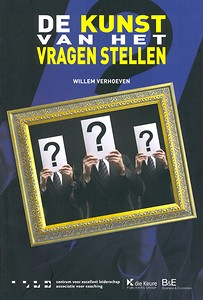 DE KUNST
VAN HET
VRAGEN STELLEN
WILLEM VERHOEVEN
? ? ?
centrum voor excellent leiderschap
associatie voor coaching
die Keure
B&E